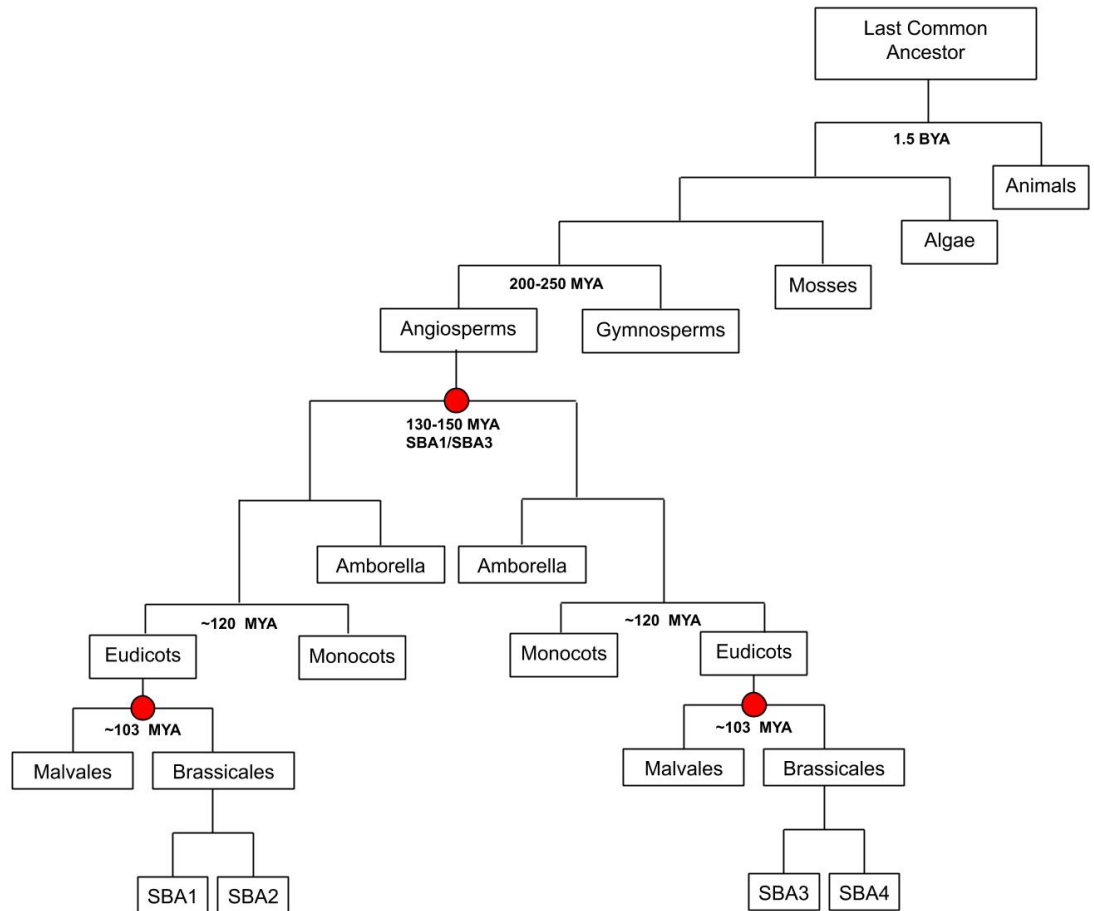 Last Common
Ancestor
1.5 BYA
Animals
Algae
Mosses
200-250 MYA
Angiosperms
Gymnosperms
130-150 MYA
SBA1/SBA3
Amborella
Amborella
~120 MYA
~120 MYA
Eudicots
Monocots
Monocots
Eudicots
~103 MYA
~103 MYA
Malvales
Brassicales
Malvales
Brassicales
SBA1
SBA2
SBA3
SBA4